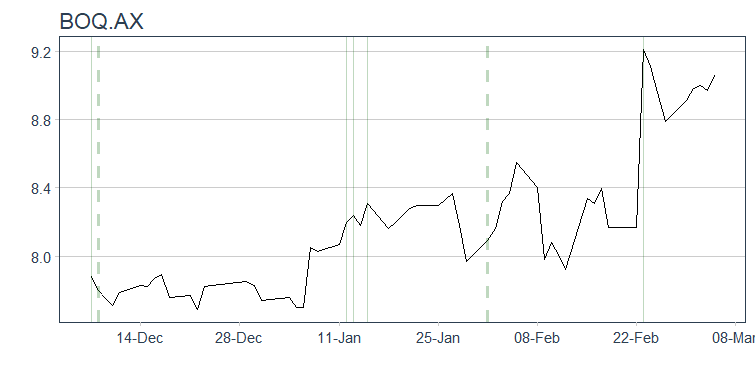 BOQ.AX
9.2
8.8
8.4
8.0
14-Dec
28-Dec
11-Jan
25-Jan
08-Feb
22-Feb
08-Mar